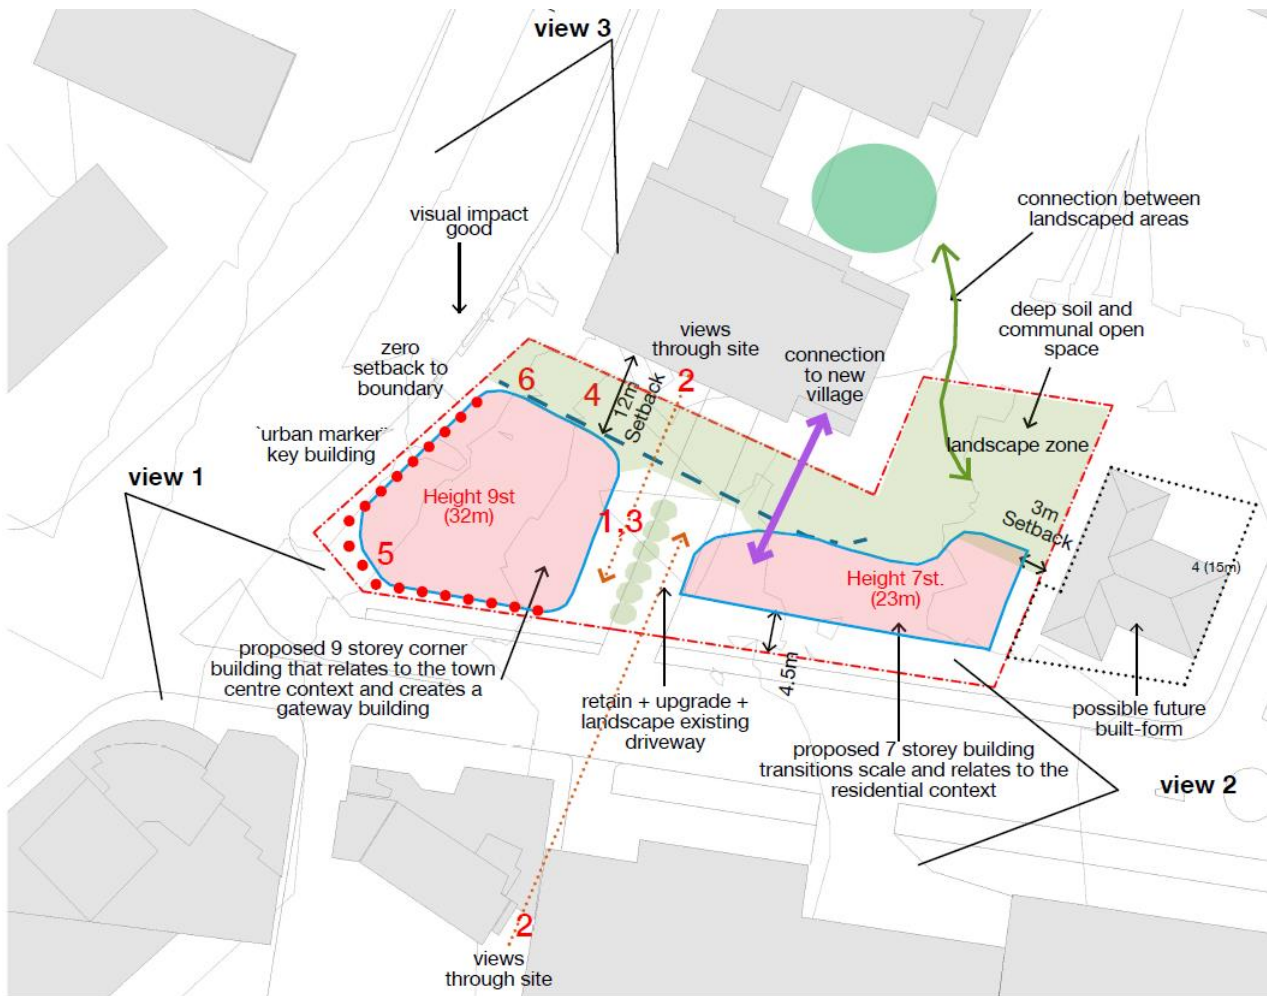 view 3
visual impact
good
connection between
landscaped areas
deep soil and
communal open
space
zero
setback to
boundary
views
through site
connection
to new
village
6
4
12m
Setback
2
`urban marker'
key building
landscape zone
view 1
Height 9st
(32m)
1,3
3m
Setback
5
Height 7st.
(23m)
4 (15m)
proposed 9 storey corner
building that relates to the town
centre context and creates a
gateway building
4.5m
retain + upgrade +
landscape existing
driveway
proposed 7 storey building
transitions scale and relates to the
residential context
possible future
built-form
view 2
2
views
through site